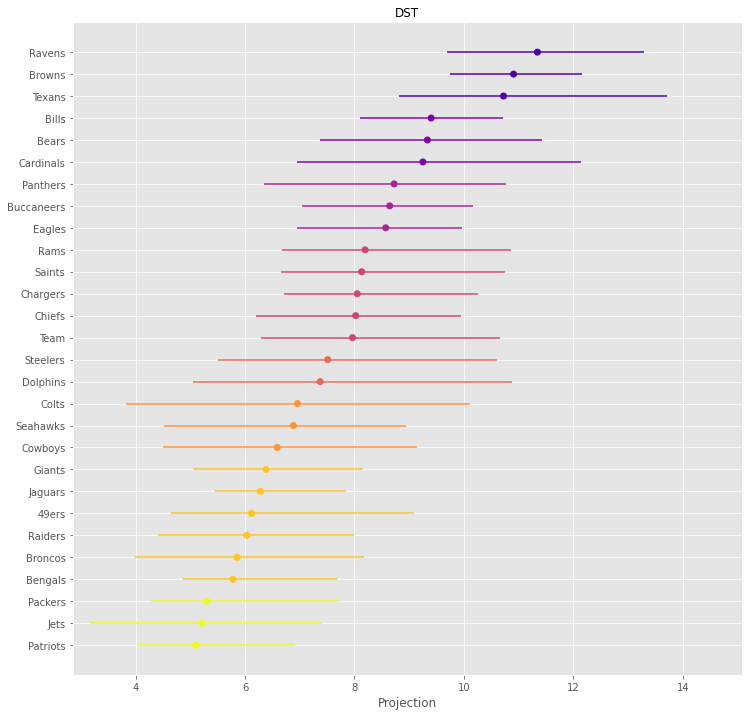 DST
Ravens
Browns
Texans
Bills
Bears
Cardinals
Panthers
Buccaneers
Eagles
Rams
Saints
Chargers
Chiefs
Team
Steelers
Dolphins
Colts
Seahawks
Cowboys
Giants
Jaguars
49ers
Raiders
Broncos
Bengals
Packers
Jets
Patriots
4 6 8 10 12 14
Projection